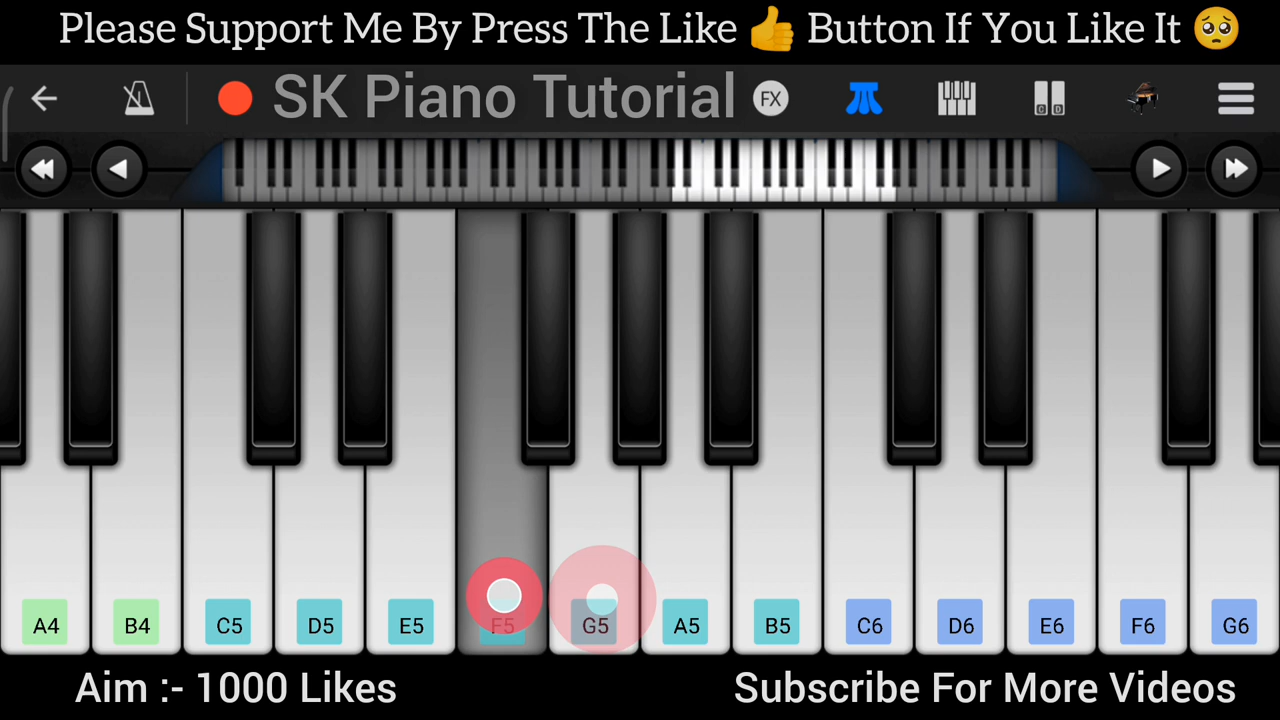 Please Support Me By Press The Like 👍 Button If You Like It 🥺
SK Piano Tutorial FX
C D
A4 B4 C5 D5 E5 F5 G5 A5 B5 C6 D6 E6 F6 G6
Aim :- 1000 Likes Subscribe For More Videos